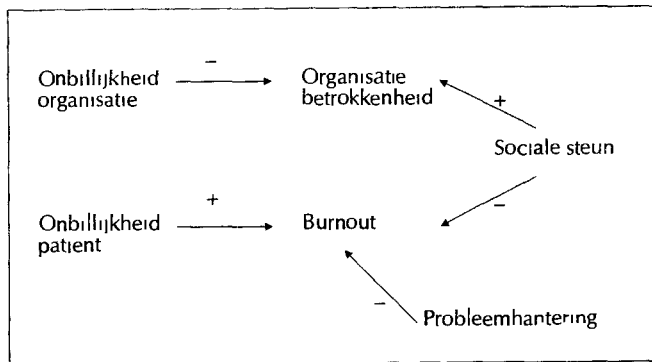 Onbillijkheid
organisatie
−
Organisatie
betrokkenheid
+
Sociale steun
Onbillijkheid
patient
+
Burnout
−
−
Probleemhantering